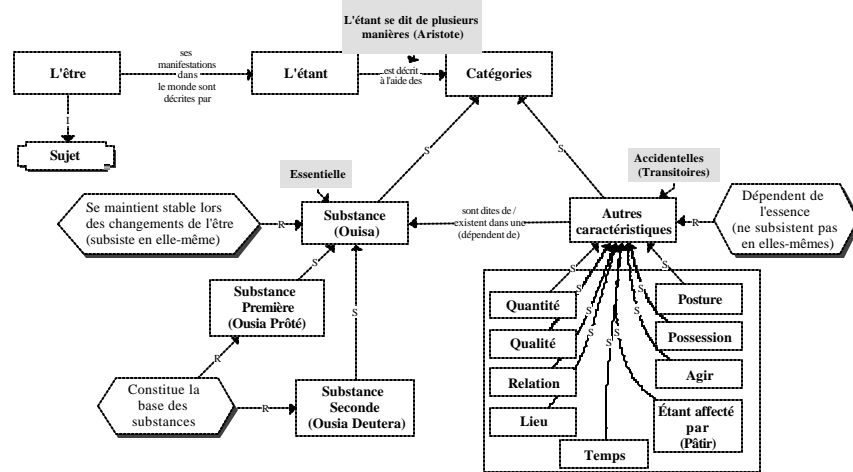 L'étant se dit de plusieurs
manières (Aristote)
L'être
ses
manifestations
dans
le monde sont
décrites par
L'étant
est décrit
à l'aide des
Catégories
I
Sujet
S
S
Essentielle
Accidentelles
(Transitoires)
Se maintient stable lors
des changements de l'être
(subsiste en elle-même)
R
Substance
(Ouisa)
sont dites de /
existent dans une
(dépendent de)
Autres
caractéristiques
R
Dépendent de
l'essence
(ne subsistent pas
en elles-mêmes)
S
S
Substance
Première
(Ousia Prôté)
R
Constitue la
base des
substances
R
Substance
Seconde
(Ousia Deutera)
S
S
S
S
S
S
S
S
S
Quantité
Qualité
Relation
Lieu
Temps
Posture
Possession
Agir
Étant affecté
par
(Pâtir)